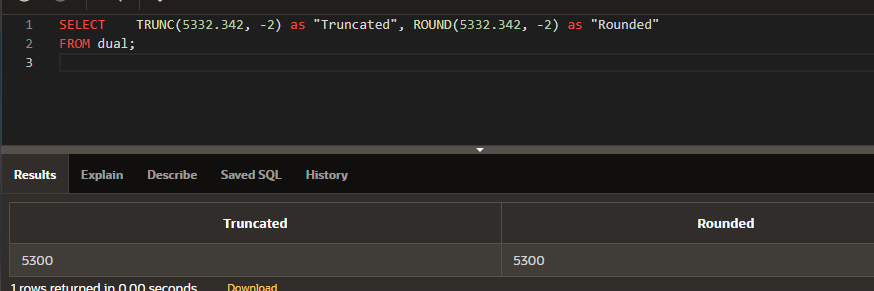 1 SELECT    TRUNC(5332.342, -2) as "Truncated", ROUND(5332.342, -2) as "Rounded"
2 FROM dual;
3
Results Explain Describe Saved SQL History
Truncated Rounded
5300 5300
1 rows returned in 0.00 seconds Download